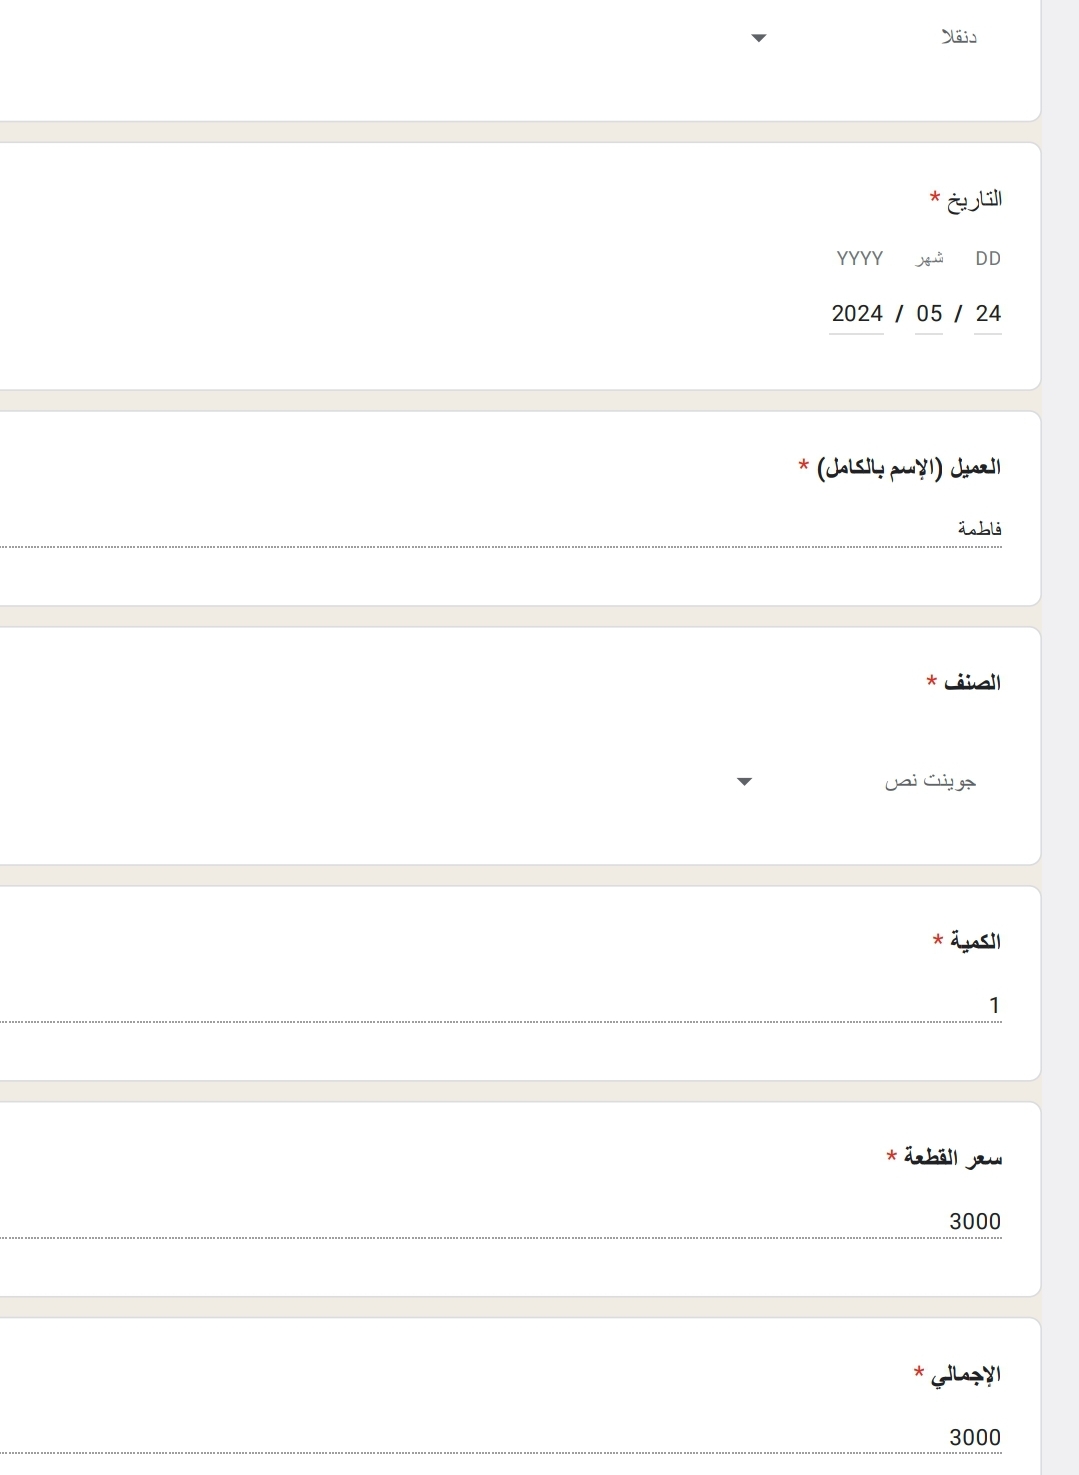 دنقلا
التاريخ *
DD شهر YYYY
24 / 05 / 2024
العميل (الإسم بالكامل) *
فاطمة
الصنف *
جوينت نص
الكمية *
1
سعر القطعة *
3000
الإجمالي *
3000